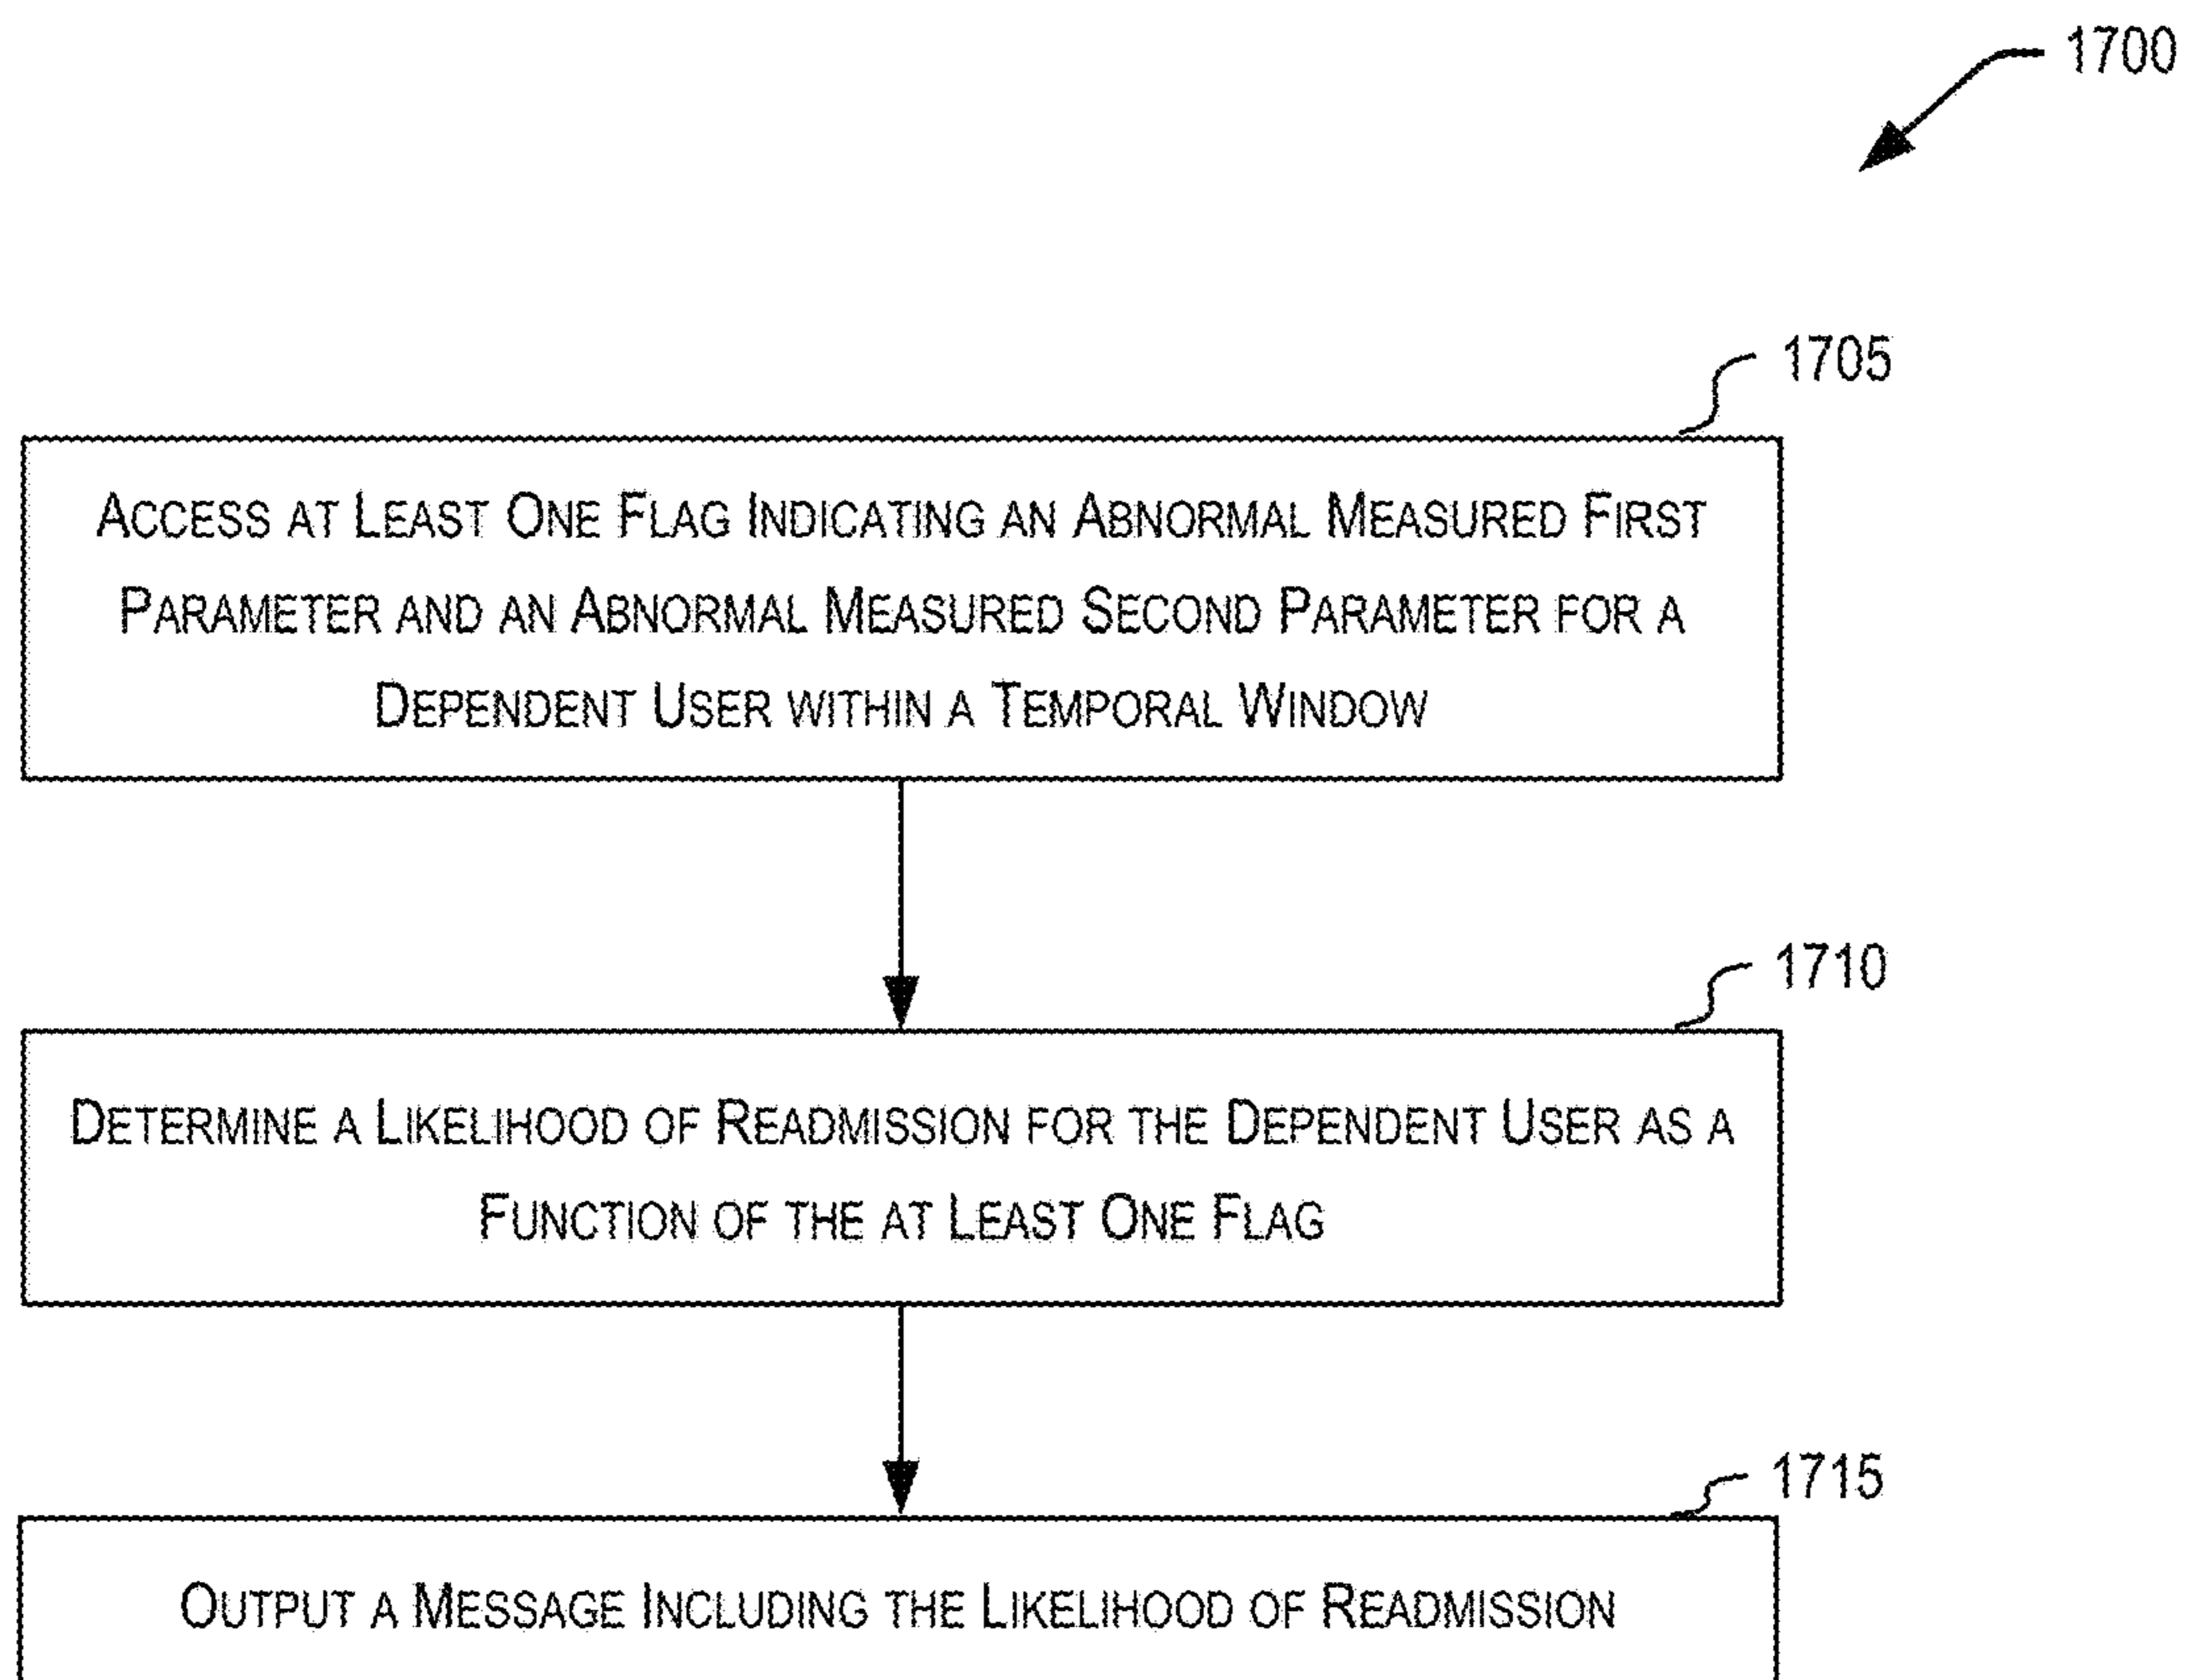 1700
1705
Access at Least One Flag Indicating an Abnormal Measured First
Parameter and an Abnormal Measured Second Parameter for a
Dependent User within a Temporal Window
1710
Determine a Likelihood of Readmission for the Dependent User as a
Function of the at Least One Flag
1715
Output a Message Including the Likelihood of Readmission